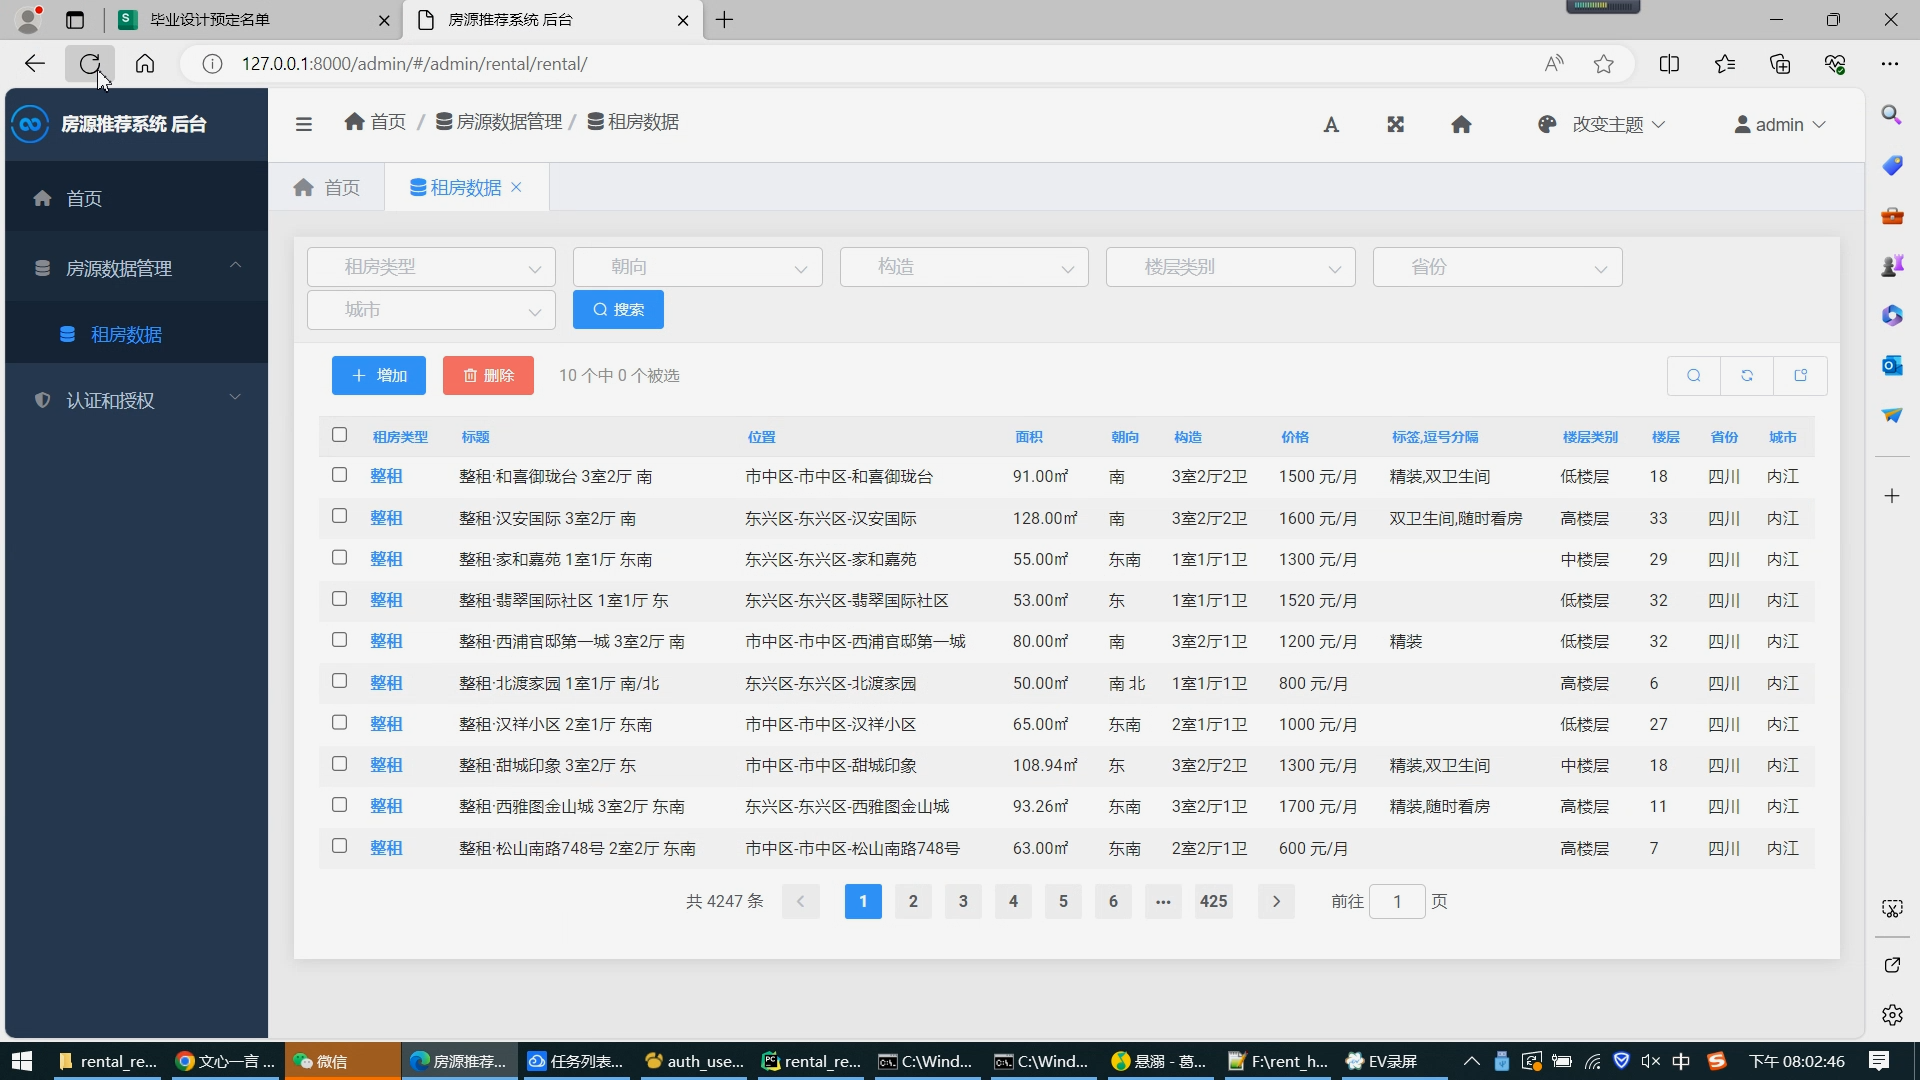 毕业设计预定名单
房源推荐系统 后台
127.0.0.1:8000/admin/#/admin/rental/rental/
房源推荐系统 后台
首页 / 房源数据管理 / 租房数据
A
改变主题
admin
首页
房源数据管理
租房数据
认证和授权
首页
租房数据
租房类型 朝向 构造 楼层类别 省份
城市 搜索
增加 删除 10 个中 0 个被选
租房类型 标题 位置 面积 朝向 构造 价格 标签,逗号分隔 楼层类别 楼层 省份 城市
整租 整租·和喜御珑台 3室2厅 南 市中区-市中区-和喜御珑台 91.00㎡ 南 3室2厅2卫 1500 元/月 精装,双卫生间 低楼层 18 四川 内江
整租 整租·汉安国际 3室2厅 南 东兴区-东兴区-汉安国际 128.00㎡ 南 3室2厅2卫 1600 元/月 双卫生间,随时看房 高楼层 33 四川 内江
整租 整租·家和嘉苑 1室1厅 东南 东兴区-东兴区-家和嘉苑 55.00㎡ 东南 1室1厅1卫 1300 元/月 中楼层 29 四川 内江
整租 整租·翡翠国际社区 1室1厅 东 东兴区-东兴区-翡翠国际社区 53.00㎡ 东 1室1厅1卫 1520 元/月 低楼层 32 四川 内江
整租 整租·西浦官邸第一城 3室2厅 南 市中区-市中区-西浦官邸第一城 80.00㎡ 南 3室2厅1卫 1200 元/月 精装 低楼层 32 四川 内江
整租 整租·北渡家园 1室1厅 南/北 东兴区-东兴区-北渡家园 50.00㎡ 南 北 1室1厅1卫 800 元/月 高楼层 6 四川 内江
整租 整租·汉祥小区 2室1厅 东南 市中区-市中区-汉祥小区 65.00㎡ 东南 2室1厅1卫 1000 元/月 低楼层 27 四川 内江
整租 整租·甜城印象 3室2厅 东 市中区-市中区-甜城印象 108.94㎡ 东 3室2厅2卫 1300 元/月 精装,双卫生间 中楼层 18 四川 内江
整租 整租·西雅图金山城 3室2厅 东南 东兴区-东兴区-西雅图金山城 93.26㎡ 东南 3室2厅1卫 1700 元/月 精装,随时看房 高楼层 11 四川 内江
整租 整租·松山南路748号 2室2厅 东南 市中区-市中区-松山南路748号 63.00㎡ 东南 2室2厅1卫 600 元/月 高楼层 7 四川 内江
共 4247 条 1 2 3 4 5 6 ••• 425 前往 1 页
rental_re... 文心一言 ... 微信 房源推荐... 任务列表... auth_use... rental_re... C:\Wind... C:\Wind... 悬溺 - 葛... F:\rent_h... EV录屏 中 下午 08:02:46